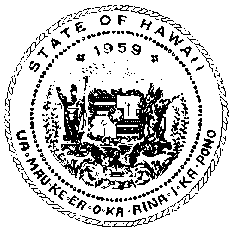 STATE OF HAWAII
1959
UA·MAU·KE·EA·O·KA·AINA·I·KA·PONO